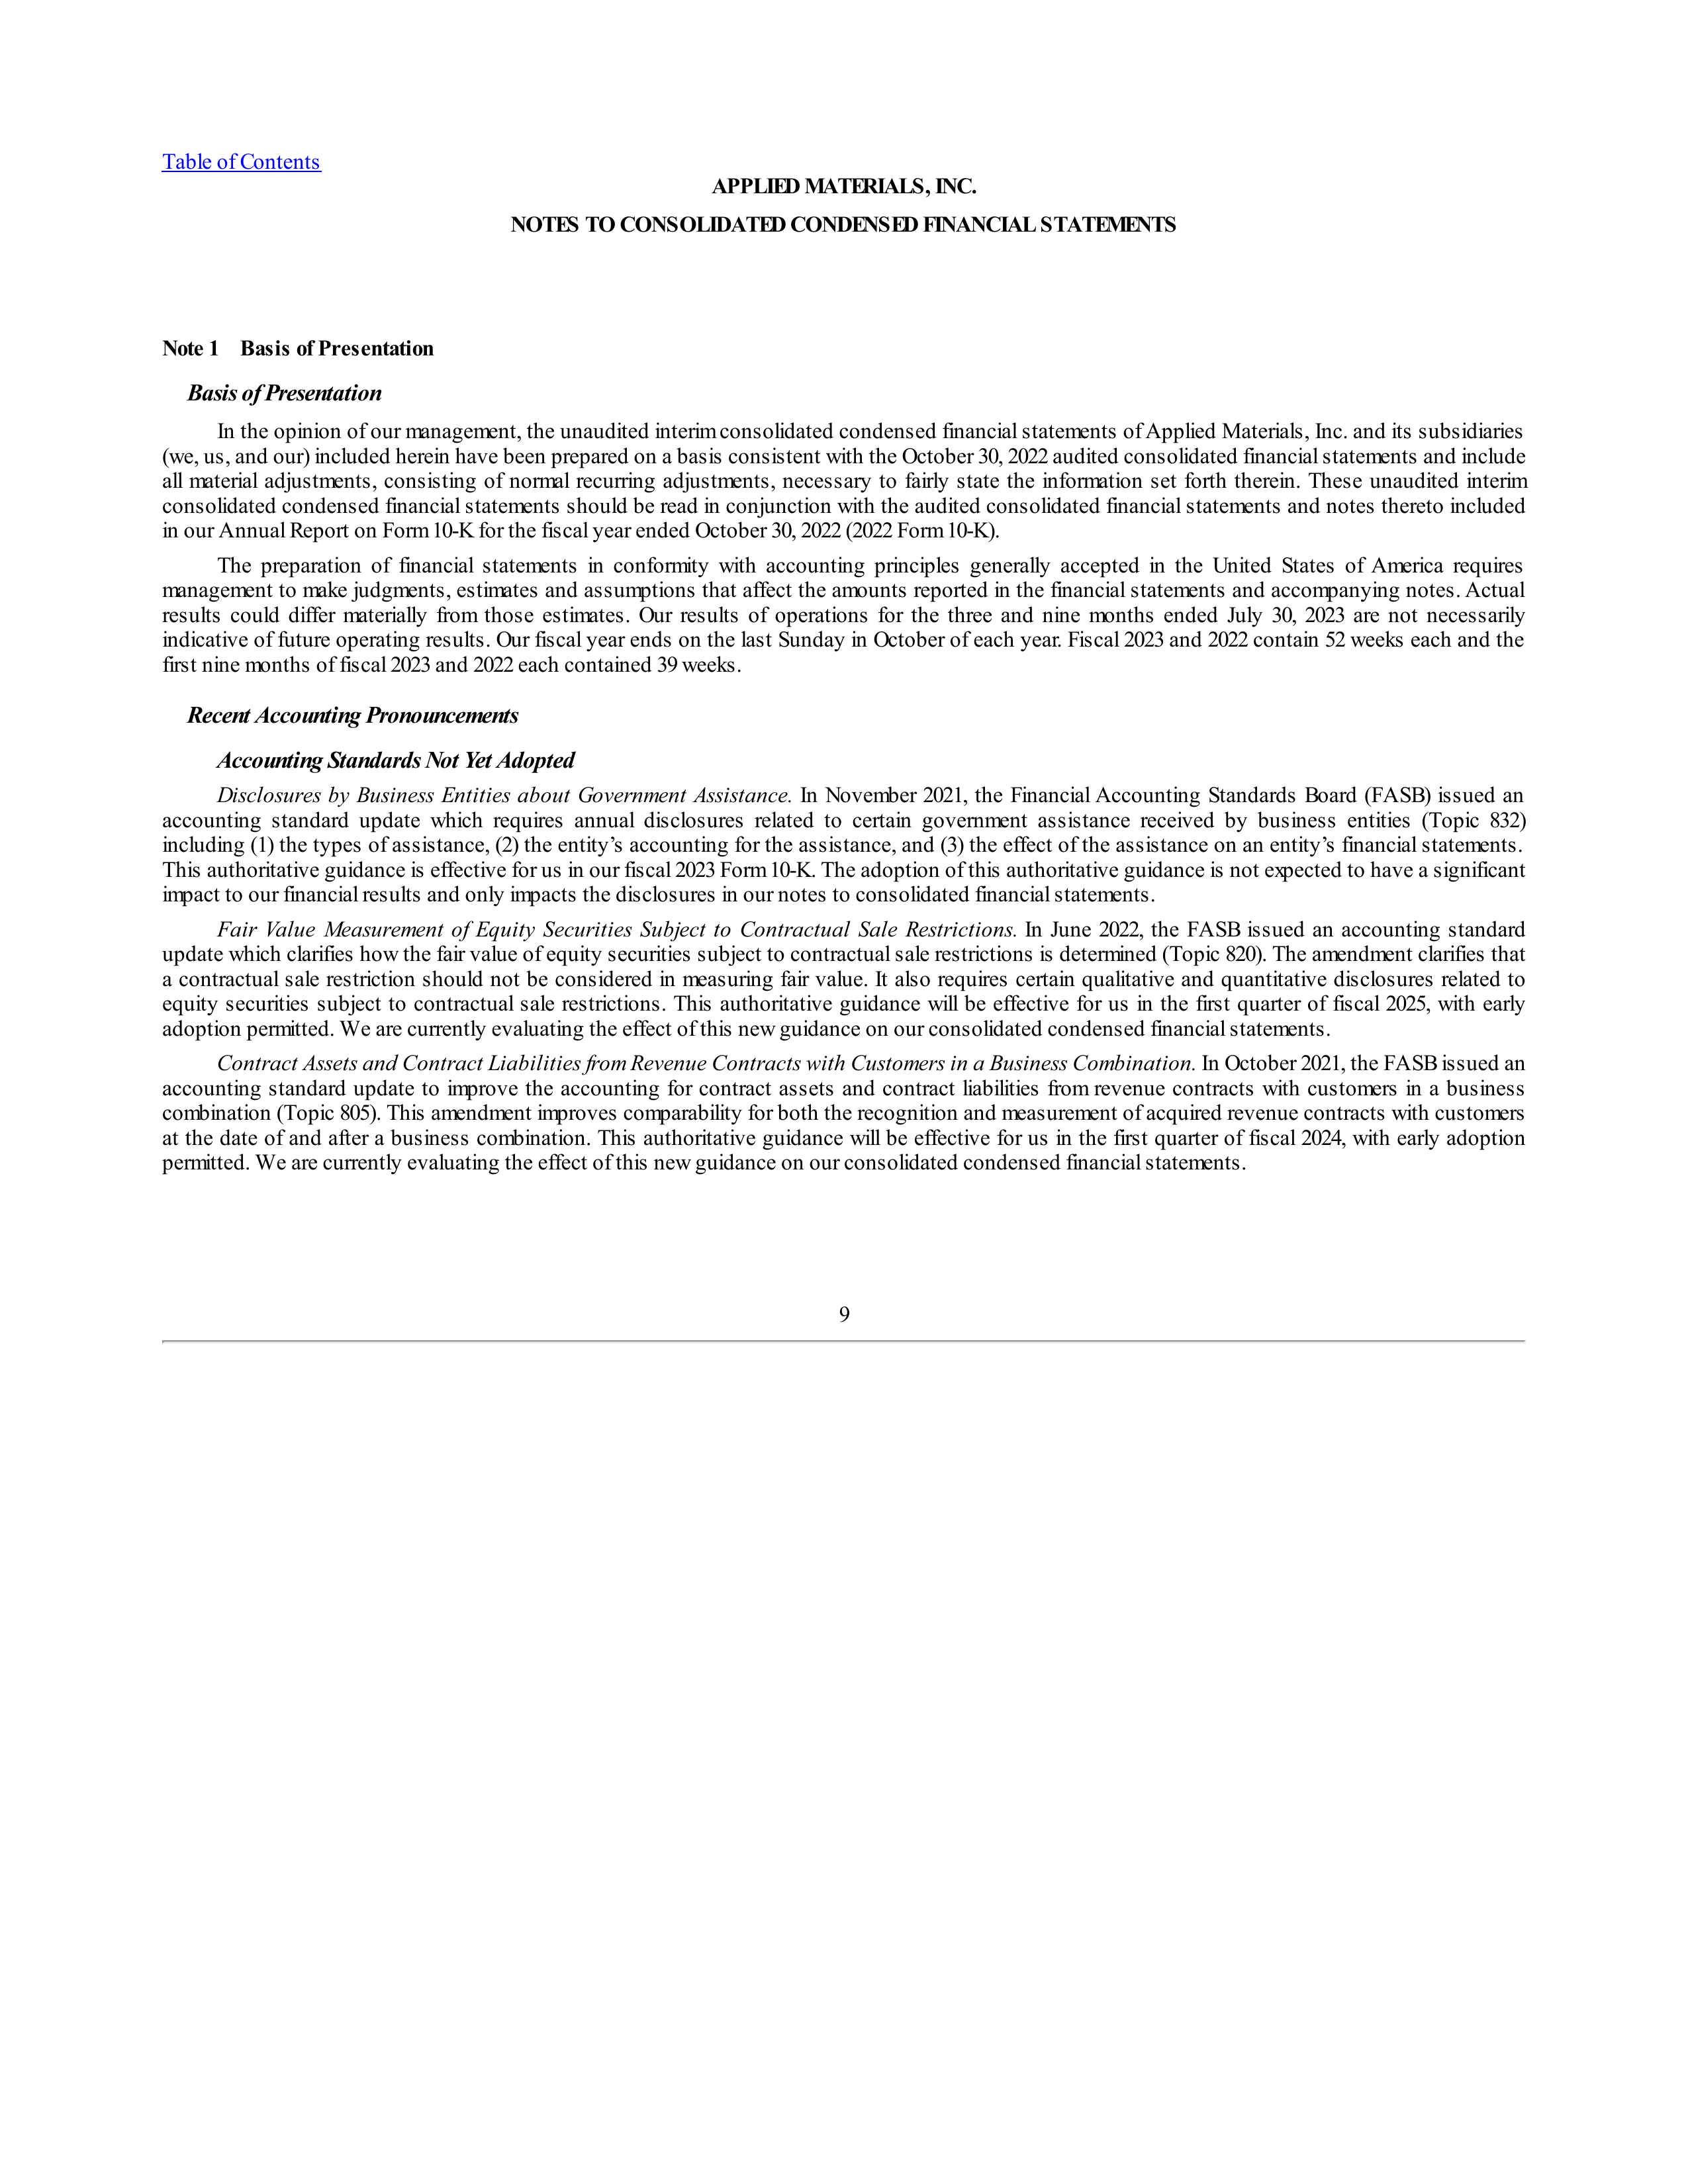 Table of Contents
APPLIED MATERIALS, INC.
NOTES TO CONSOLIDATED CONDENSED FINANCIAL STATEMENTS
Note 1 Basis of Presentation
Basis of Presentation
In the opinion of our management, the unaudited interim consolidated condensed financial statements of Applied Materials, Inc. and its subsidiaries
(we, us, and our) included herein have been prepared on a basis consistent with the October 30, 2022 audited consolidated financial statements and include
all material adjustments, consisting of normal recurring adjustments, necessary to fairly state the information set forth therein. These unaudited interim
consolidated condensed financial statements should be read in conjunction with the audited consolidated financial statements and notes thereto included
in our Annual Report on Form 10-K for the fiscal year ended October 30, 2022 (2022 Form 10-K).
The preparation of financial statements in conformity with accounting principles generally accepted in the United States of America requires
management to make judgments, estimates and assumptions that affect the amounts reported in the financial statements and accompanying notes. Actual
results could differ materially from those estimates. Our results of operations for the three and nine months ended July 30, 2023 are not necessarily
indicative of future operating results. Our fiscal year ends on the last Sunday in October of each year. Fiscal 2023 and 2022 contain 52 weeks each and the
first nine months of fiscal 2023 and 2022 each contained 39 weeks.
Recent Accounting Pronouncements
Accounting Standards Not Yet Adopted
Disclosures by Business Entities about Government Assistance. In November 2021, the Financial Accounting Standards Board (FASB) issued an
accounting standard update which requires annual disclosures related to certain government assistance received by business entities (Topic 832)
including (1) the types of assistance, (2) the entity’s accounting for the assistance, and (3) the effect of the assistance on an entity’s financial statements.
This authoritative guidance is effective for us in our fiscal 2023 Form 10-K. The adoption of this authoritative guidance is not expected to have a significant
impact to our financial results and only impacts the disclosures in our notes to consolidated financial statements.
Fair Value Measurement of Equity Securities Subject to Contractual Sale Restrictions. In June 2022, the FASB issued an accounting standard
update which clarifies how the fair value of equity securities subject to contractual sale restrictions is determined (Topic 820). The amendment clarifies that
a contractual sale restriction should not be considered in measuring fair value. It also requires certain qualitative and quantitative disclosures related to
equity securities subject to contractual sale restrictions. This authoritative guidance will be effective for us in the first quarter of fiscal 2025, with early
adoption permitted. We are currently evaluating the effect of this new guidance on our consolidated condensed financial statements.
Contract Assets and Contract Liabilities from Revenue Contracts with Customers in a Business Combination. In October 2021, the FASB issued an
accounting standard update to improve the accounting for contract assets and contract liabilities from revenue contracts with customers in a business
combination (Topic 805). This amendment improves comparability for both the recognition and measurement of acquired revenue contracts with customers
at the date of and after a business combination. This authoritative guidance will be effective for us in the first quarter of fiscal 2024, with early adoption
permitted. We are currently evaluating the effect of this new guidance on our consolidated condensed financial statements.
9